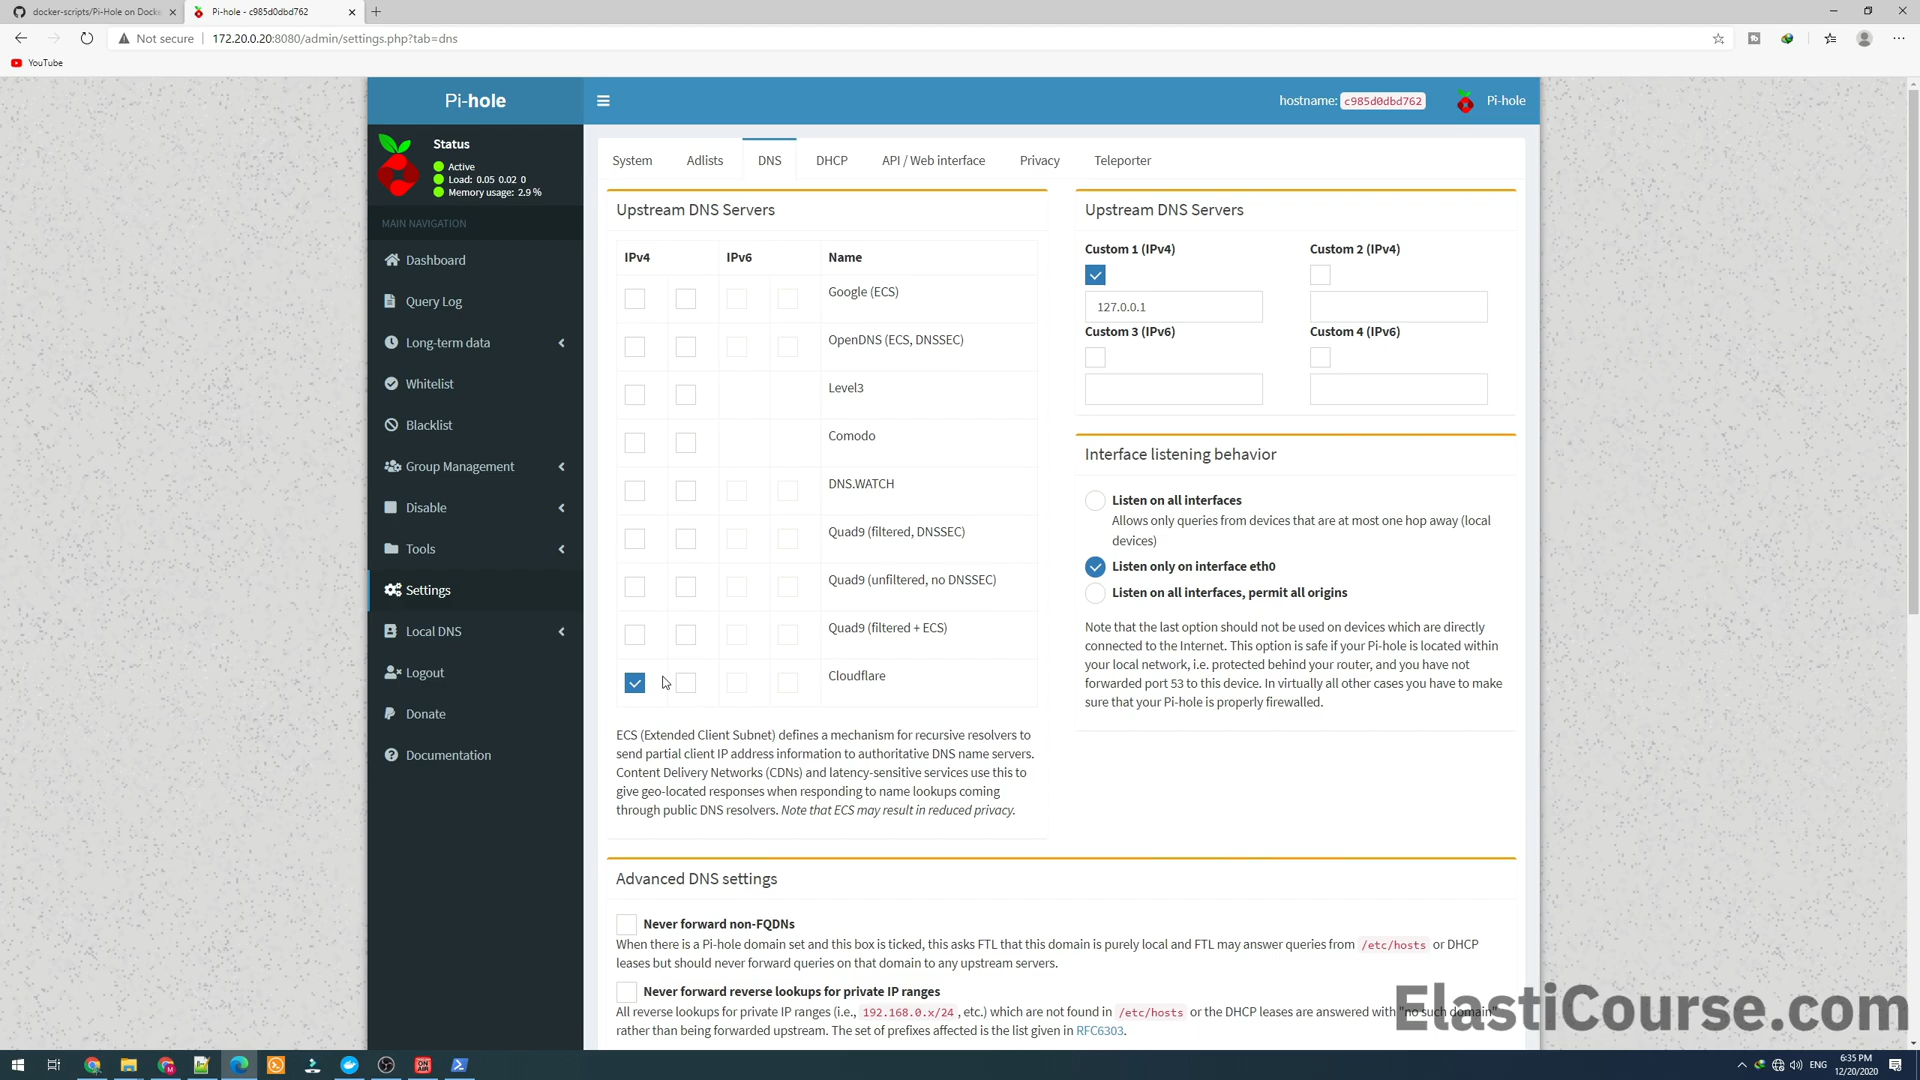 docker-scripts/Pi-Hole on Docke
Pi-hole - c985d0dbd762
Not secure
172.20.0.20:8080/admin/settings.php?tab=dns
YouTube
Pi-hole
hostname: c985d0dbd762
Pi-hole
Status
Active
Load: 0.05 0.02 0
Memory usage: 2.9 %
MAIN NAVIGATION
Dashboard
Query Log
Long-term data
Whitelist
Blacklist
Group Management
Disable
Tools
Settings
Local DNS
Logout
Donate
Documentation
System
Adlists
DNS
DHCP
API / Web interface
Privacy
Teleporter
Upstream DNS Servers
IPv4
IPv6
Name
Google (ECS)
OpenDNS (ECS, DNSSEC)
Level3
Comodo
DNS.WATCH
Quad9 (filtered, DNSSEC)
Quad9 (unfiltered, no DNSSEC)
Quad9 (filtered + ECS)
Cloudflare
ECS (Extended Client Subnet) defines a mechanism for recursive resolvers to
send partial client IP address information to authoritative DNS name servers.
Content Delivery Networks (CDNs) and latency-sensitive services use this to
give geo-located responses when responding to name lookups coming
through public DNS resolvers. Note that ECS may result in reduced privacy.
Upstream DNS Servers
Custom 1 (IPv4)
Custom 2 (IPv4)
127.0.0.1
Custom 3 (IPv6)
Custom 4 (IPv6)
Interface listening behavior
Listen on all interfaces
Allows only queries from devices that are at most one hop away (local
devices)
Listen only on interface eth0
Listen on all interfaces, permit all origins
Note that the last option should not be used on devices which are directly
connected to the Internet. This option is safe if your Pi-hole is located within
your local network, i.e. protected behind your router, and you have not
forwarded port 53 to this device. In virtually all other cases you have to make
sure that your Pi-hole is properly firewalled.
Advanced DNS settings
Never forward non-FQDNs
When there is a Pi-hole domain set and this box is ticked, this asks FTL that this domain is purely local and FTL may answer queries from /etc/hosts or DHCP
leases but should never forward queries on that domain to any upstream servers.
Never forward reverse lookups for private IP ranges
All reverse lookups for private IP ranges (i.e., 192.168.0.x/24 , etc.) which are not found in /etc/hosts or the DHCP leases are answered with "no such domain"
rather than being forwarded upstream. The set of prefixes affected is the list given in RFC6303.
ElastiCourse.com
ENG
6:35 PM
12/20/2020